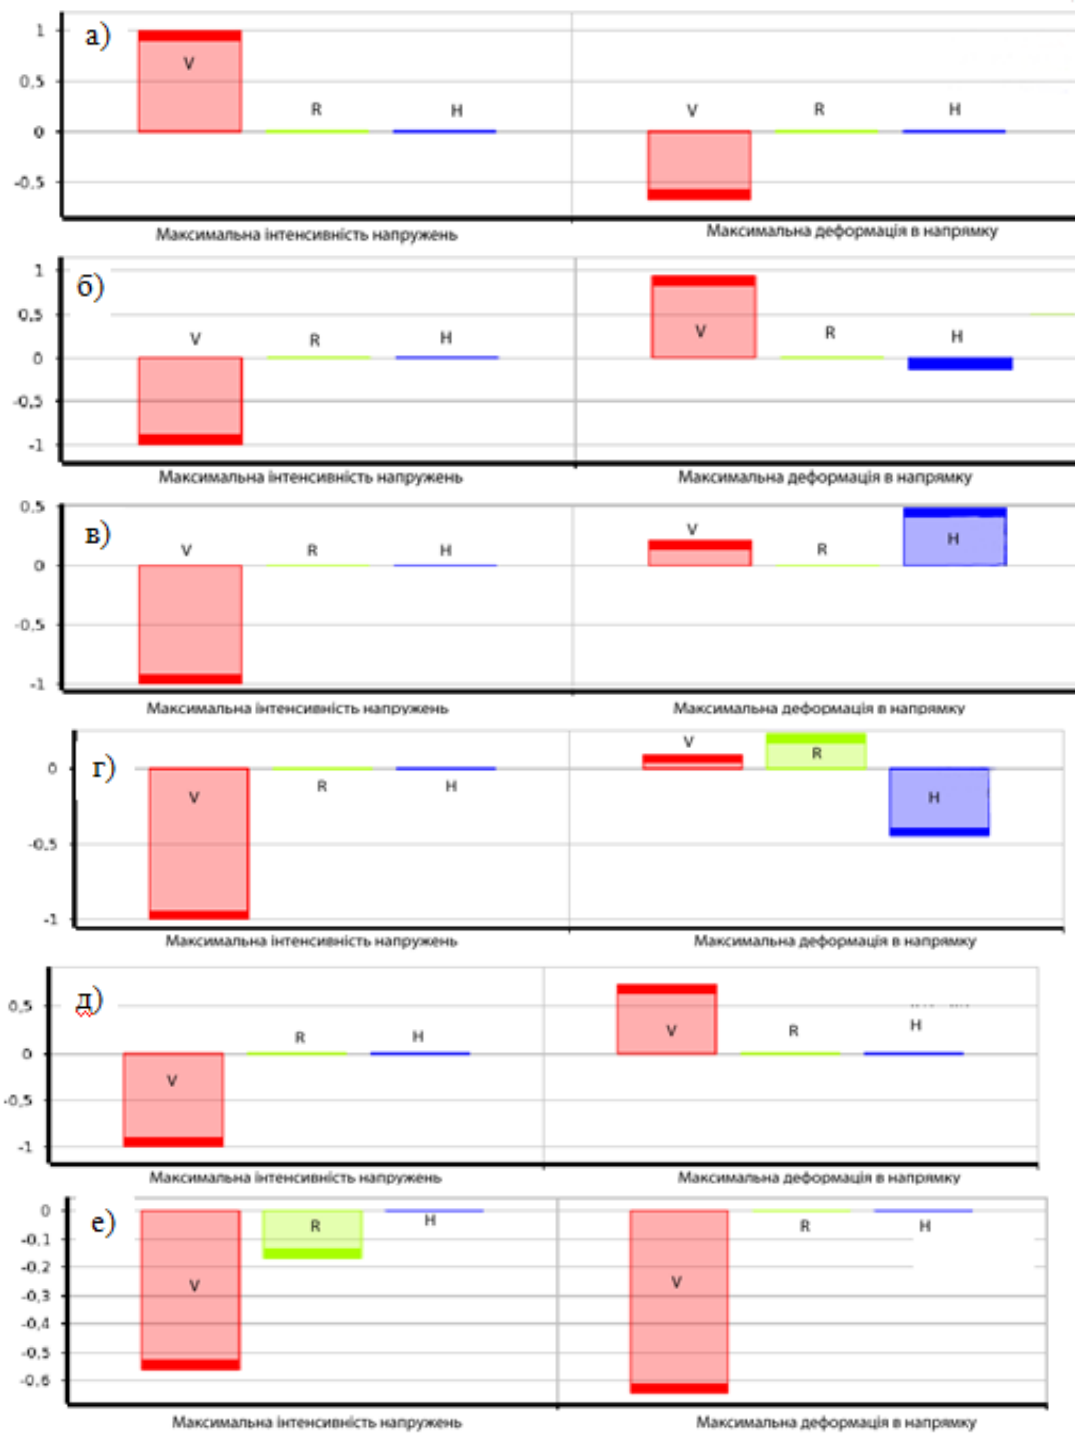 а)
1
0,5
0
-0,5
V
R
H
V
R
H
Максимальна інтенсивність напружень
Максимальна деформація в напрямку
б)
1
0.5
0
-0.5
-1
V
R
H
V
R
H
Максимальна інтенсивність напружень
Максимальна деформація в напрямку
в)
0.5
0
-0.5
-1
V
R
H
V
R
H
Максимальна інтенсивність напружень
Максимальна деформація в напрямку
г)
0
-0.5
-1
V
R
H
V
R
H
Максимальна інтенсивність напружень
Максимальна деформація в напрямку
д)
0,5
0
-0,5
-1
V
R
H
V
R
H
Максимальна інтенсивність напружень
Максимальна деформація в напрямку
е)
0
-0.1
-0.2
-0,3
-0,4
-0,5
-0,6
V
R
H
V
R
H
Максимальна інтенсивність напружень
Максимальна деформація в напрямку